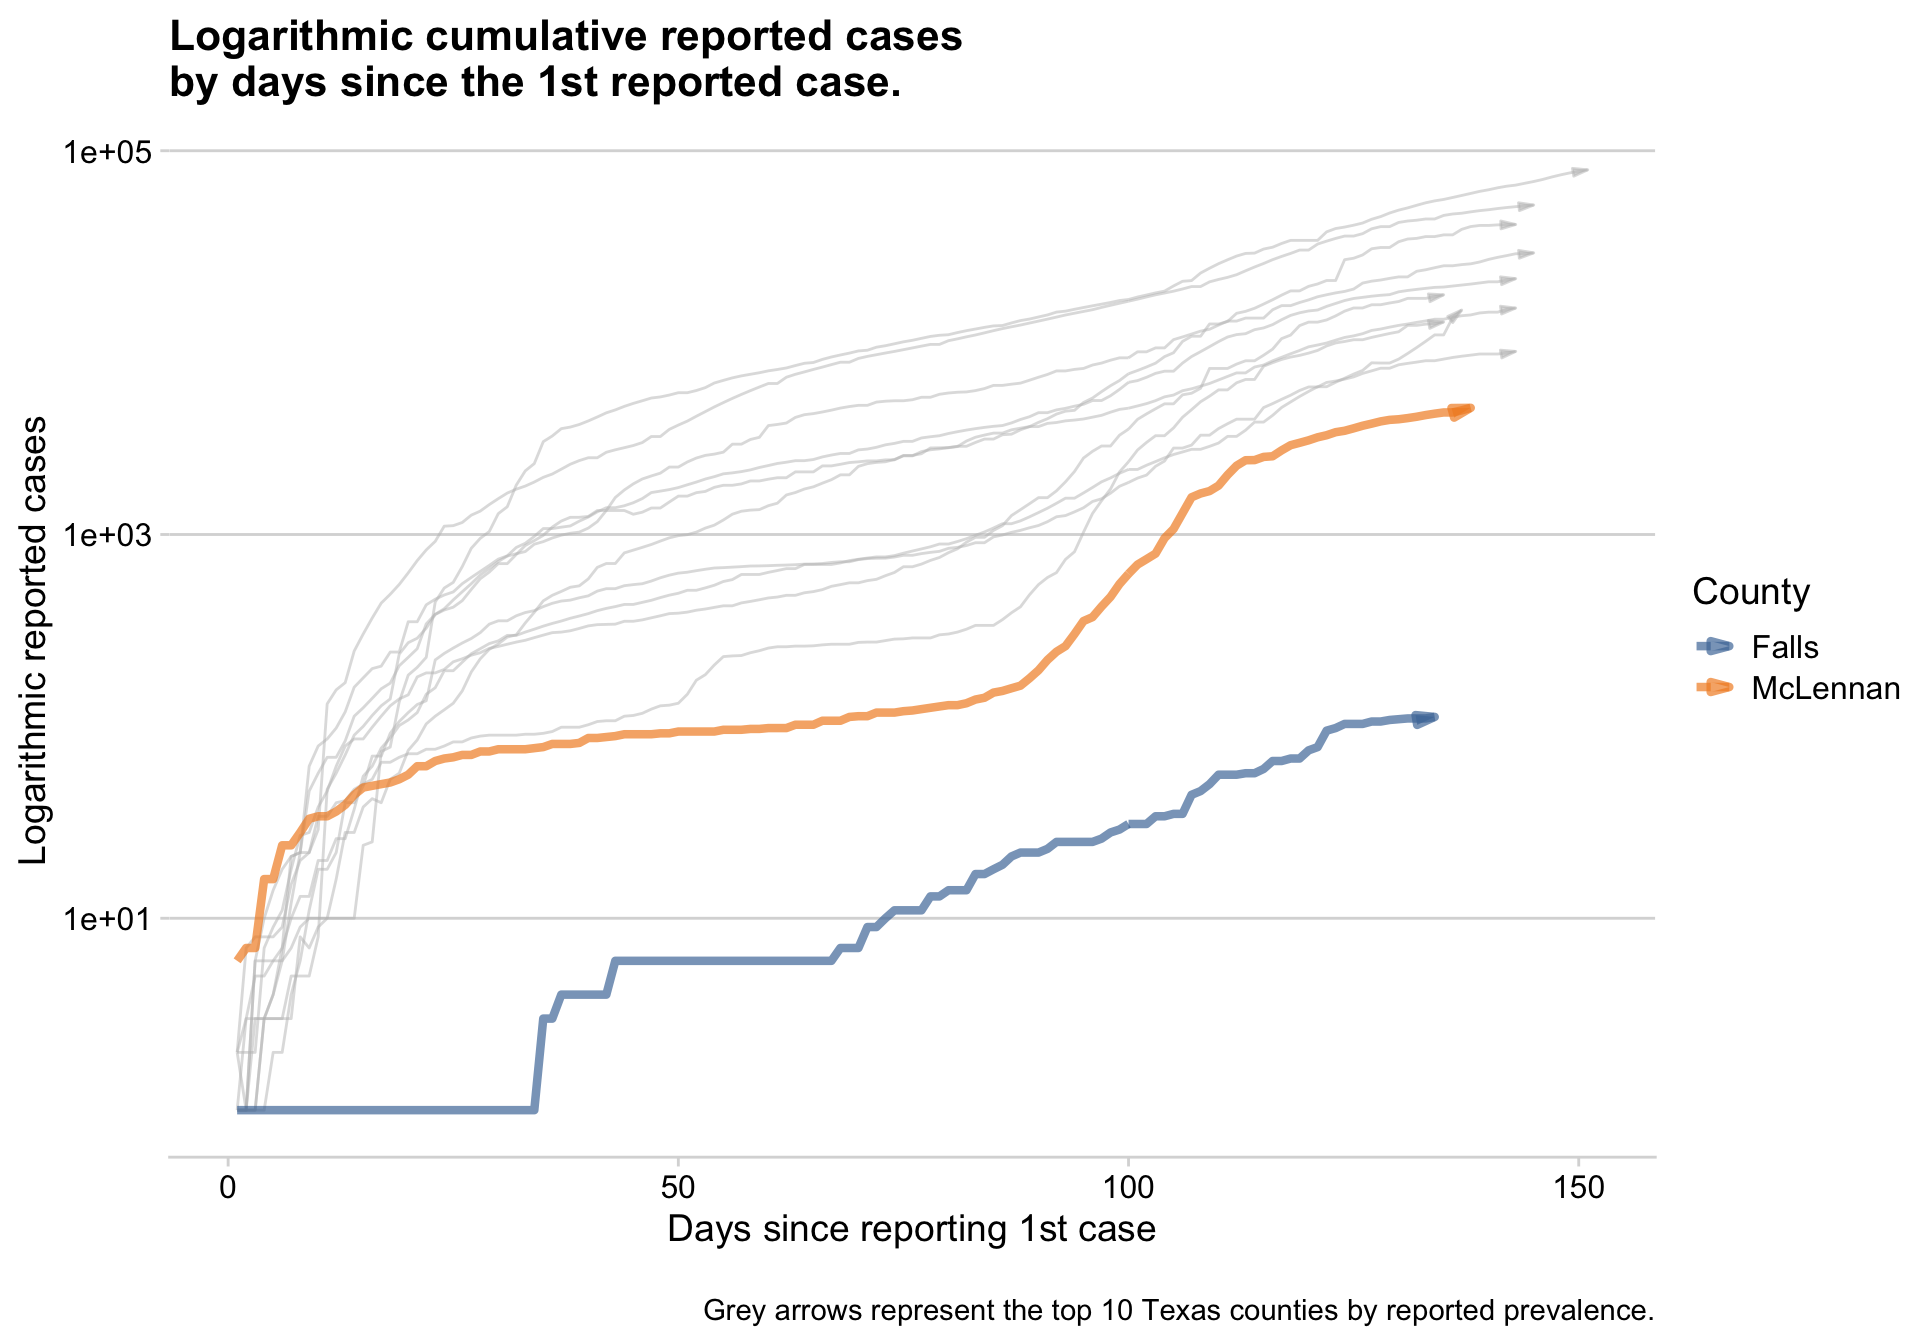 Logarithmic cumulative reported cases
by days since the 1st reported case.
1e+05
1e+03
1e+01
Logarithmic reported cases
0
50
100
150
Days since reporting 1st case
County
Falls
McLennan
Grey arrows represent the top 10 Texas counties by reported prevalence.